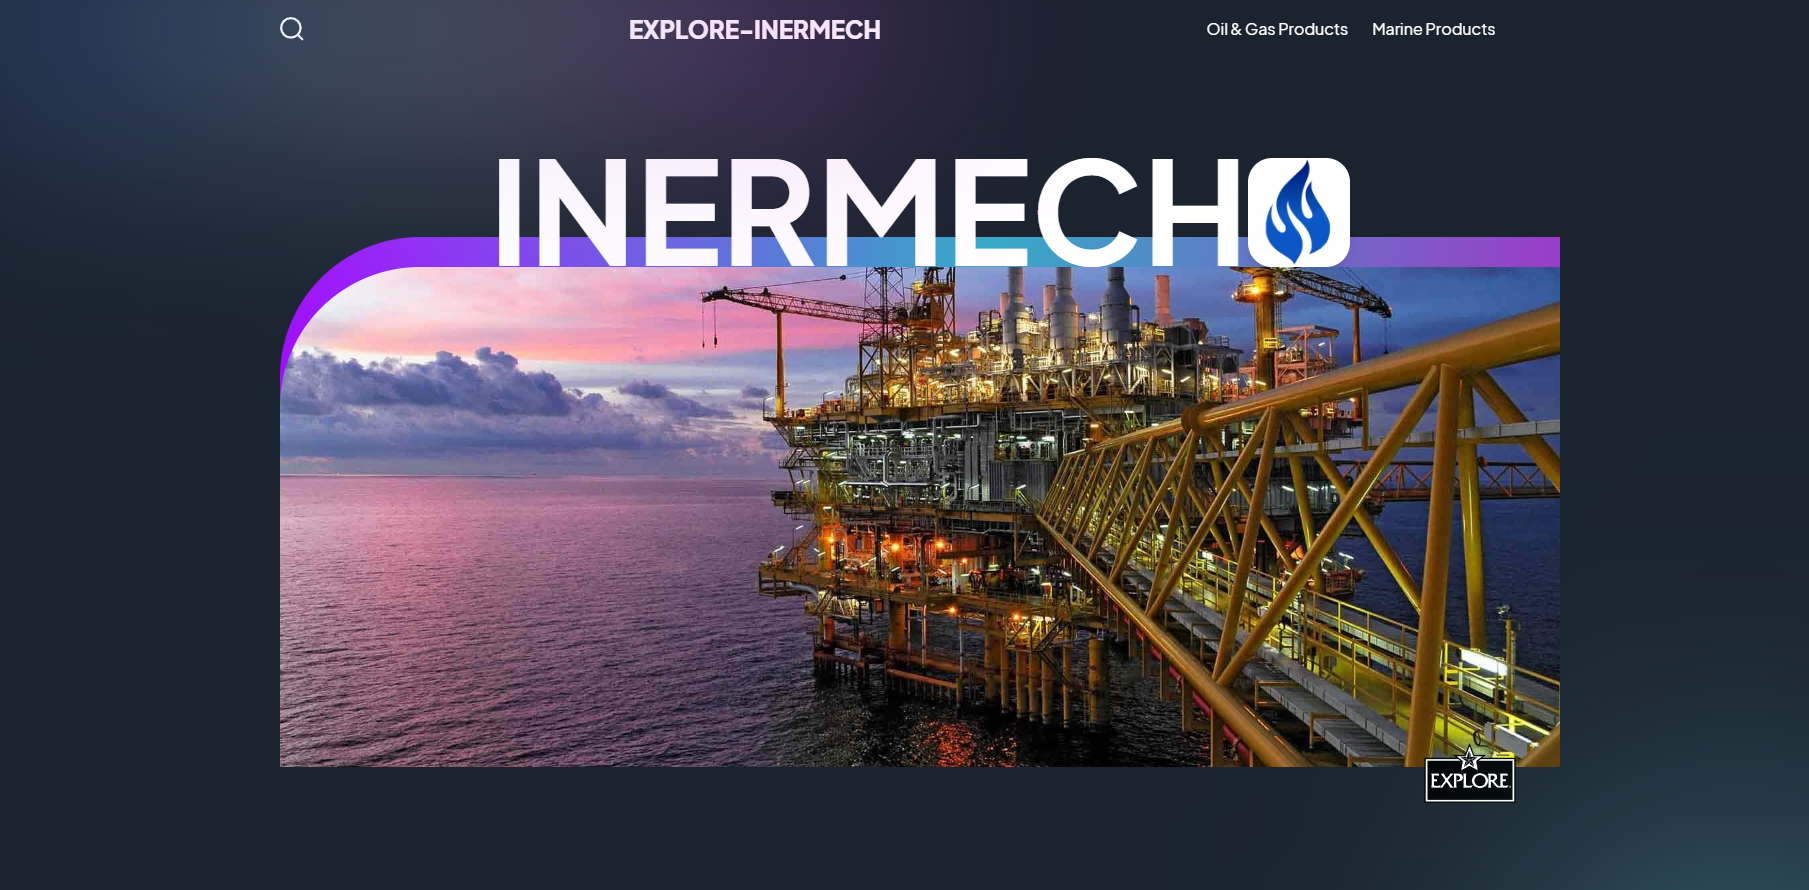 EXPLORE-INERMECH
Oil & Gas Products
Marine Products
INERMECH
EXPLORE